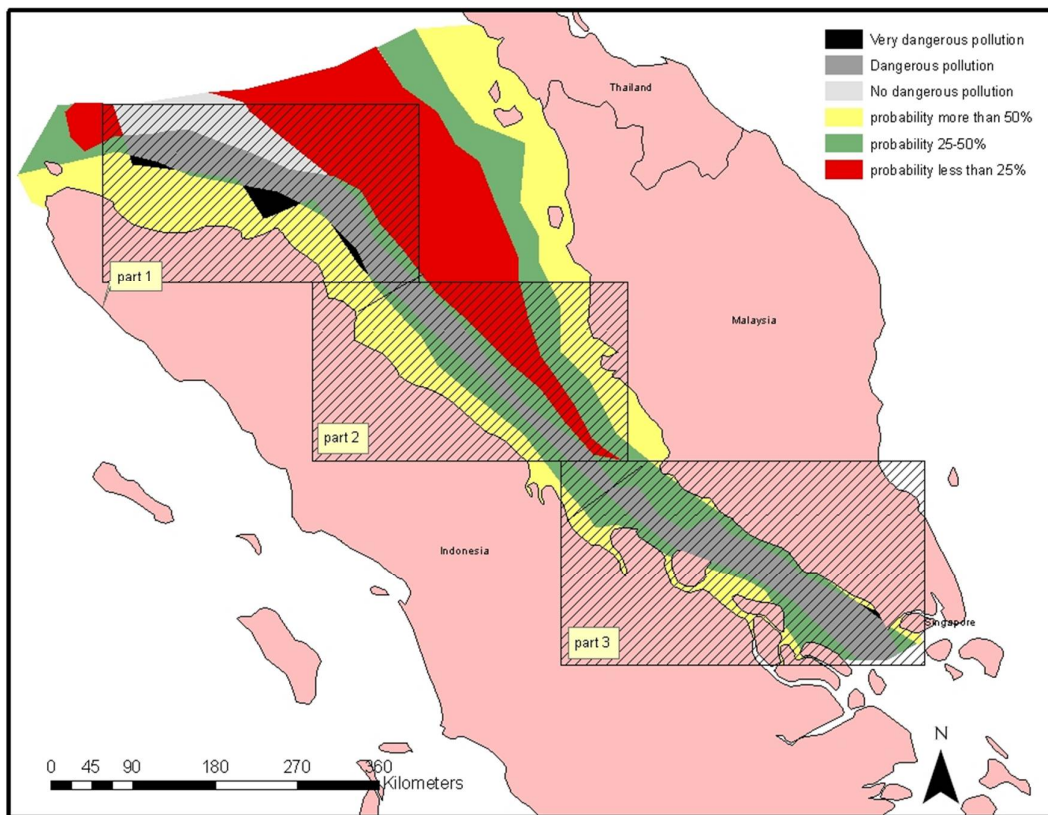 Very dangerous pollution
Dangerous pollution
No dangerous pollution
probability more than 50%
probability 25-50%
probability less than 25%
Thailand
part 1
Malaysia
part 2
Indonesia
Singapore
part 3
N
0 45 90 180 270 360
Kilometers